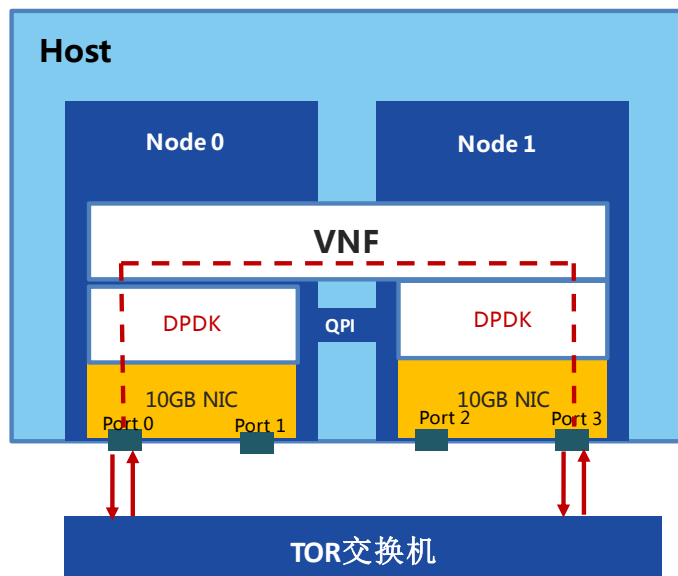 Host
Node 0
Node 1
VNF
DPDK
QPI
DPDK
10GB NIC
10GB NIC
Port 0
Port 1
Port 2
Port 3
TOR交换机